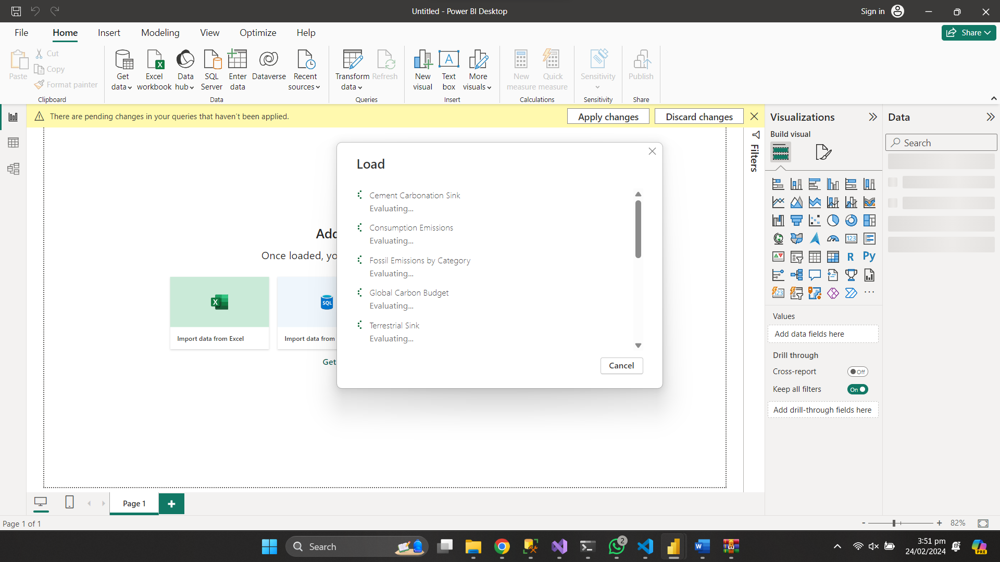 Untitled - Power BI Desktop
Sign in
File
Home
Insert
Modeling
View
Optimize
Help
Share
Paste
Cut
Copy
Format painter
Clipboard
Get
data
Excel
workbook
Data
hub
SQL
Server
Enter
data
Dataverse
Recent
sources
Data
Transform
data
Refresh
Queries
New
visual
Text
box
More
visuals
Insert
New
measure
Quick
measure
Calculations
Sensitivity
Sensitivity
Publish
Share
There are pending changes in your queries that haven't been applied.
Apply changes
Discard changes
Filters
Add
Once loaded, yo
Import data from Excel
SQL
Import data from
Get
Load
Cement Carbonation Sink
Evaluating...
Consumption Emissions
Evaluating...
Fossil Emissions by Category
Evaluating...
Global Carbon Budget
Evaluating...
Terrestrial Sink
Evaluating...
Cancel
Visualizations
Build visual
123
R
Py
123
Values
Add data fields here
Drill through
Cross-report
Off
Keep all filters
On
Add drill-through fields here
Data
Search
Page 1
Page 1 of 1
82%
Search
2
3:51 pm
24/02/2024
PRE